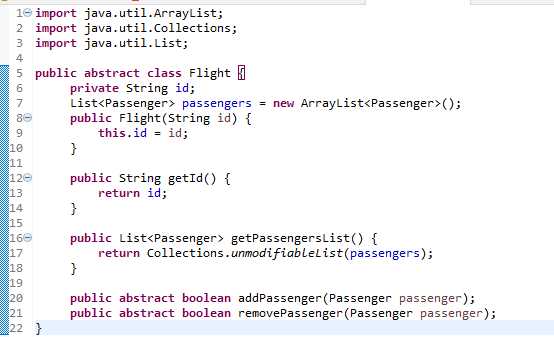 1 import java.util.ArrayList;
2 import java.util.Collections;
3 import java.util.List;
4
5 public abstract class Flight {
6     private String id;
7     List<Passenger> passengers = new ArrayList<Passenger>();
8     public Flight(String id) {
9         this.id = id;
10     }
11
12     public String getId() {
13         return id;
14     }
15
16     public List<Passenger> getPassengersList() {
17         return Collections.unmodifiableList(passengers);
18     }
19
20     public abstract boolean addPassenger(Passenger passenger);
21     public abstract boolean removePassenger(Passenger passenger);
22 }